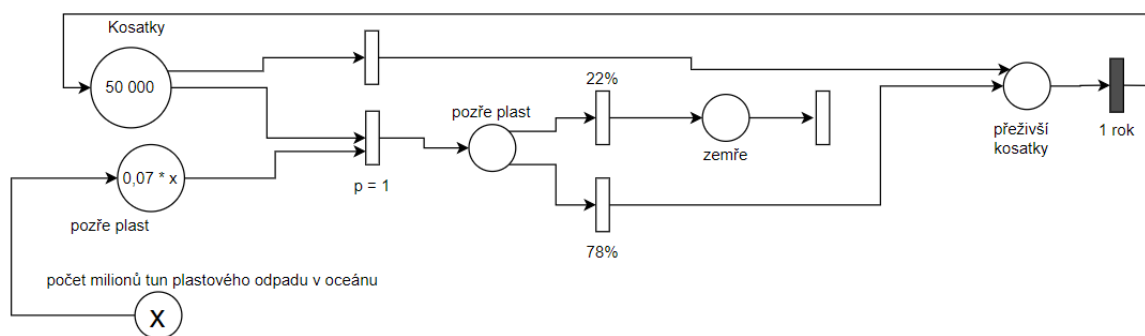 Kosatky
50 000
22%
pozře plast
zemře
přeživší
kosatky
1 rok
p = 1
0,07 * x
pozře plast
78%
počet milionů tun plastového odpadu v oceánu
X